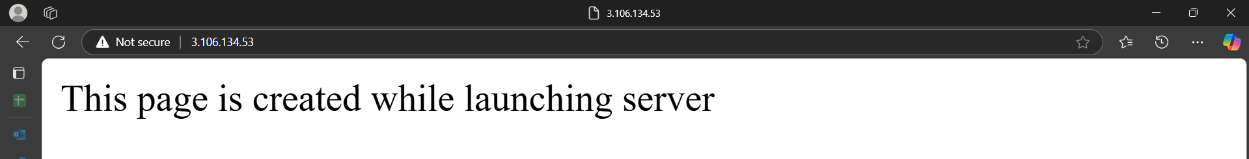 3.106.134.53
Not secure | 3.106.134.53
This page is created while launching server